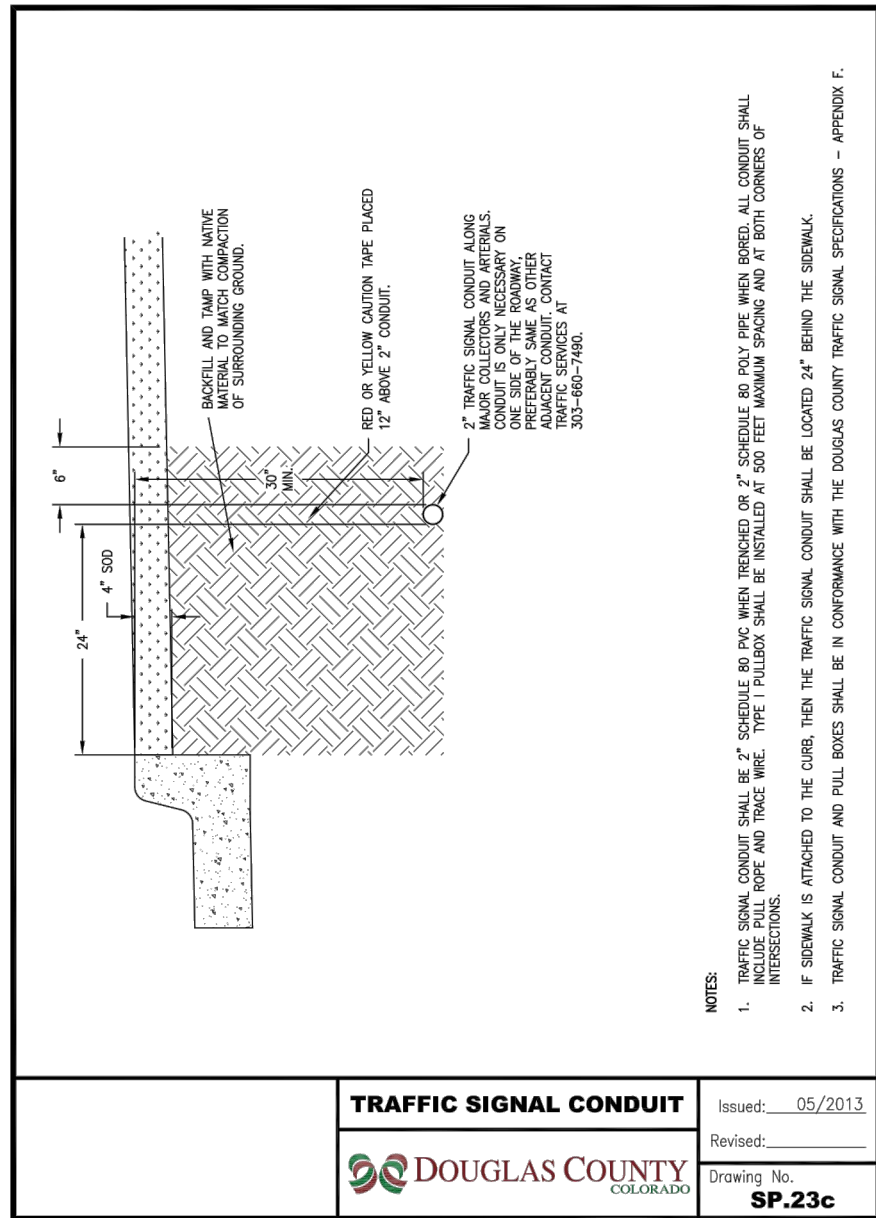 24"
6"
4" SOD
30"
MIN.
BACKFILL AND TAMP WITH NATIVE
MATERIAL TO MATCH COMPACTION
OF SURROUNDING GROUND.
RED OR YELLOW CAUTION TAPE PLACED
12" ABOVE 2" CONDUIT.
2" TRAFFIC SIGNAL CONDUIT ALONG
MAJOR COLLECTORS AND ARTERIALS.
CONDUIT IS ONLY NECESSARY ON
ONE SIDE OF THE ROADWAY,
PREFERABLY SAME AS OTHER
ADJACENT CONDUIT. CONTACT
TRAFFIC SERVICES AT
303-660-7490.
NOTES:
1. TRAFFIC SIGNAL CONDUIT SHALL BE 2" SCHEDULE 80 PVC WHEN TRENCHED OR 2" SCHEDULE 80 POLY PIPE WHEN BORED. ALL CONDUIT SHALL
INCLUDE PULL ROPE AND TRACE WIRE. TYPE I PULLBOX SHALL BE INSTALLED AT 500 FEET MAXIMUM SPACING AND AT BOTH CORNERS OF
INTERSECTIONS.
2. IF SIDEWALK IS ATTACHED TO THE CURB, THEN THE TRAFFIC SIGNAL CONDUIT SHALL BE LOCATED 24" BEHIND THE SIDEWALK.
3. TRAFFIC SIGNAL CONDUIT AND PULL BOXES SHALL BE IN CONFORMANCE WITH THE DOUGLAS COUNTY TRAFFIC SIGNAL SPECIFICATIONS - APPENDIX F.
TRAFFIC SIGNAL CONDUIT
DOUGLAS COUNTY
COLORADO
Issued: 05/2013
Revised:
Drawing No.
SP.23c